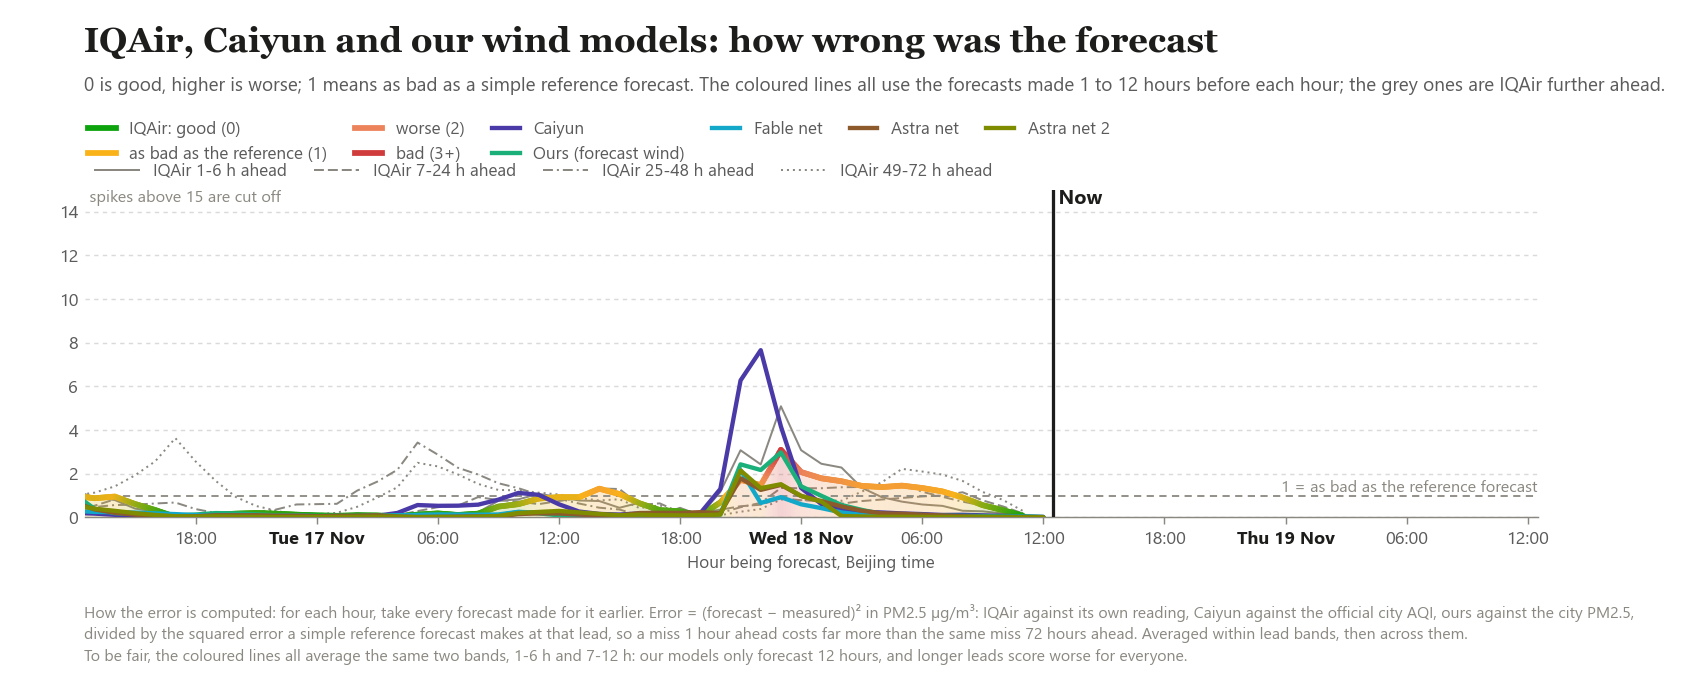 IQAir, Caiyun and our wind models: how wrong was the forecast
0 is good, higher is worse; 1 means as bad as a simple reference forecast. The coloured lines all use the forecasts made 1 to 12 hours before each hour; the grey ones are IQAir further ahead.
IQAir: good (0) worse (2) Caiyun Fable net Astra net Astra net 2
as bad as the reference (1) bad (3+) Ours (forecast wind)
IQAir 1-6 h ahead IQAir 7-24 h ahead IQAir 25-48 h ahead IQAir 49-72 h ahead
spikes above 15 are cut off
Now
14
12
10
8
6
4
2
1 = as bad as the reference forecast
0
18:00 Tue 17 Nov 06:00 12:00 18:00 Wed 18 Nov 06:00 12:00 18:00 Thu 19 Nov 06:00 12:00
Hour being forecast, Beijing time
How the error is computed: for each hour, take every forecast made for it earlier. Error = (forecast − measured)² in PM2.5 µg/m³: IQAir against its own reading, Caiyun against the official city AQI, ours against the city PM2.5,
divided by the squared error a simple reference forecast makes at that lead, so a miss 1 hour ahead costs far more than the same miss 72 hours ahead. Averaged within lead bands, then across them.
To be fair, the coloured lines all average the same two bands, 1-6 h and 7-12 h: our models only forecast 12 hours, and longer leads score worse for everyone.